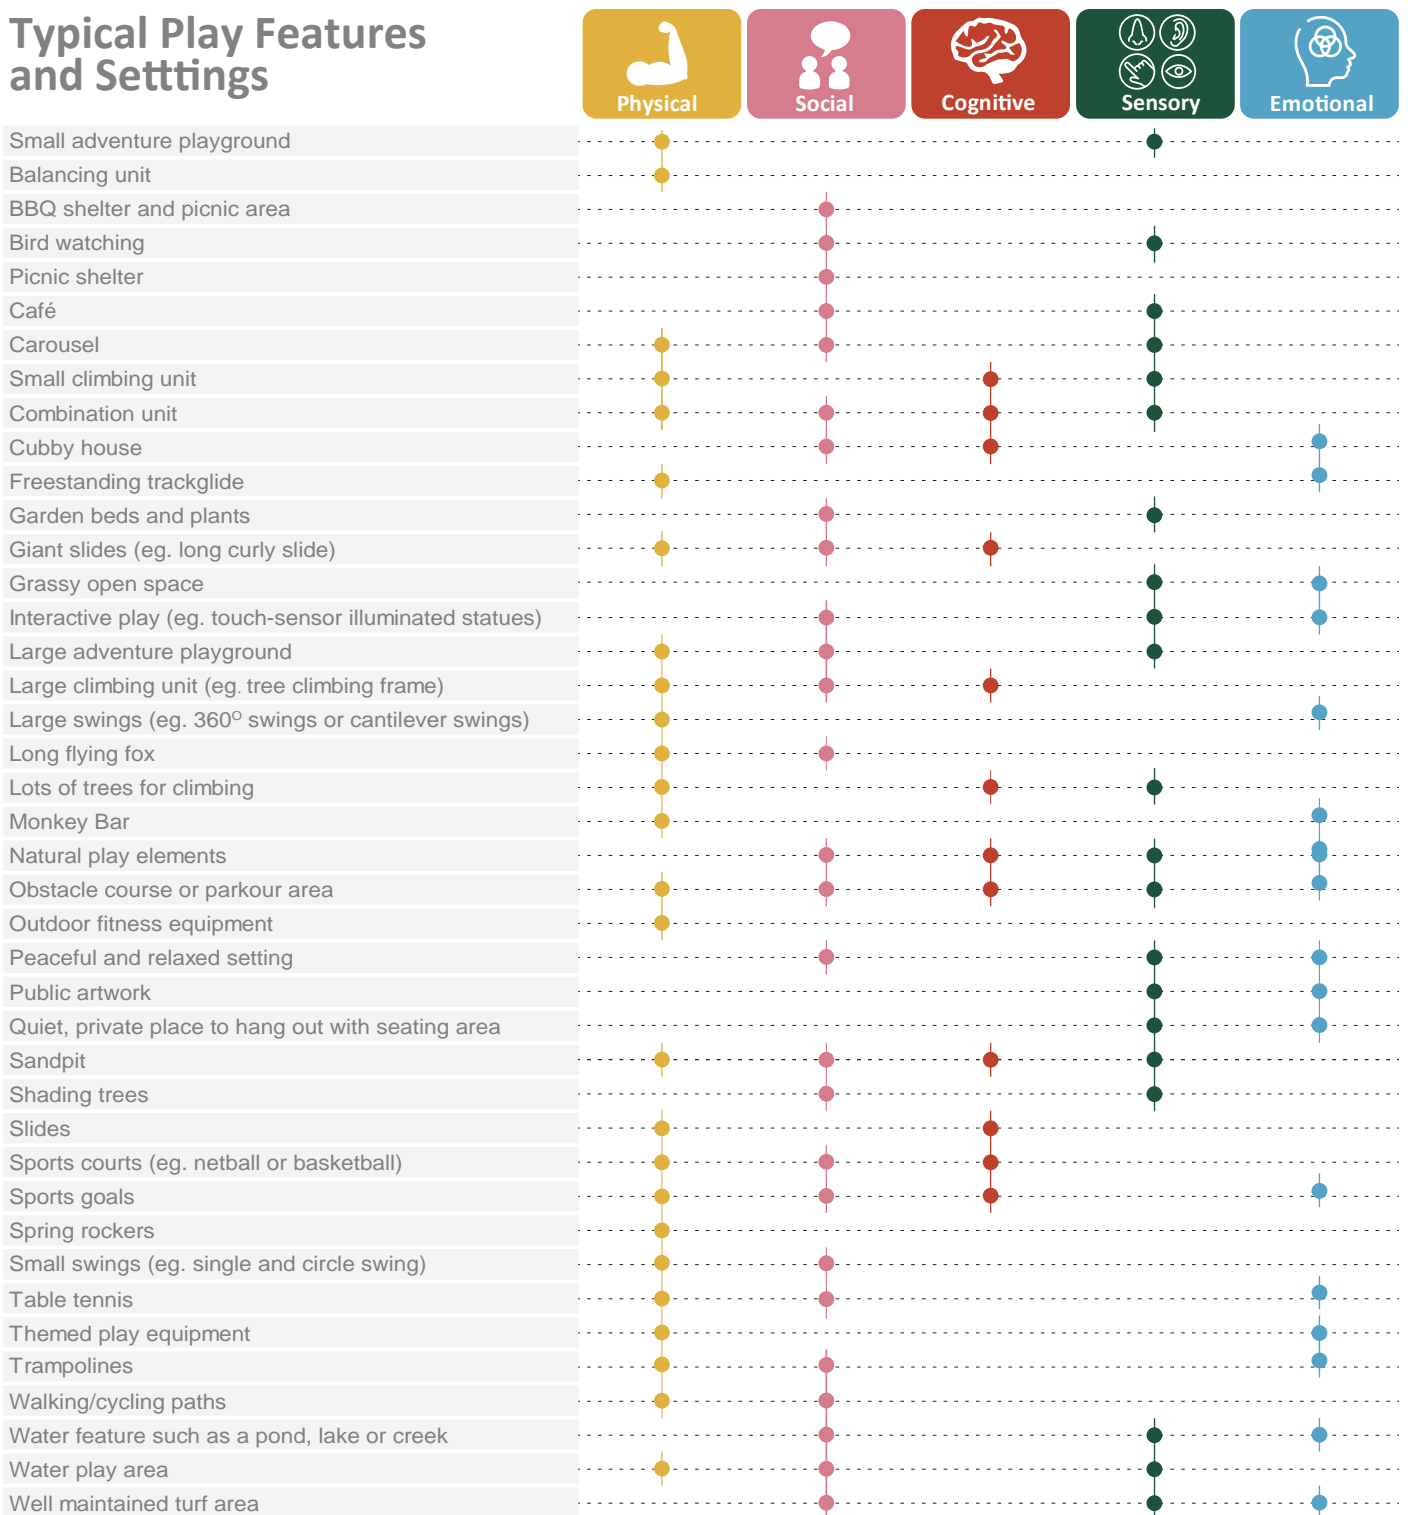 Typical Play Features
and Setttings
Physical
Social
Cognitive
Sensory
Emotional
Small adventure playground
Balancing unit
BBQ shelter and picnic area
Bird watching
Picnic shelter
Café
Carousel
Small climbing unit
Combination unit
Cubby house
Freestanding trackglide
Garden beds and plants
Giant slides (eg. long curly slide)
Grassy open space
Interactive play (eg. touch-sensor illuminated statues)
Large adventure playground
Large climbing unit (eg. tree climbing frame)
Large swings (eg. 360º swings or cantilever swings)
Long flying fox
Lots of trees for climbing
Monkey Bar
Natural play elements
Obstacle course or parkour area
Outdoor fitness equipment
Peaceful and relaxed setting
Public artwork
Quiet, private place to hang out with seating area
Sandpit
Shading trees
Slides
Sports courts (eg. netball or basketball)
Sports goals
Spring rockers
Small swings (eg. single and circle swing)
Table tennis
Themed play equipment
Trampolines
Walking/cycling paths
Water feature such as a pond, lake or creek
Water play area
Well maintained turf area